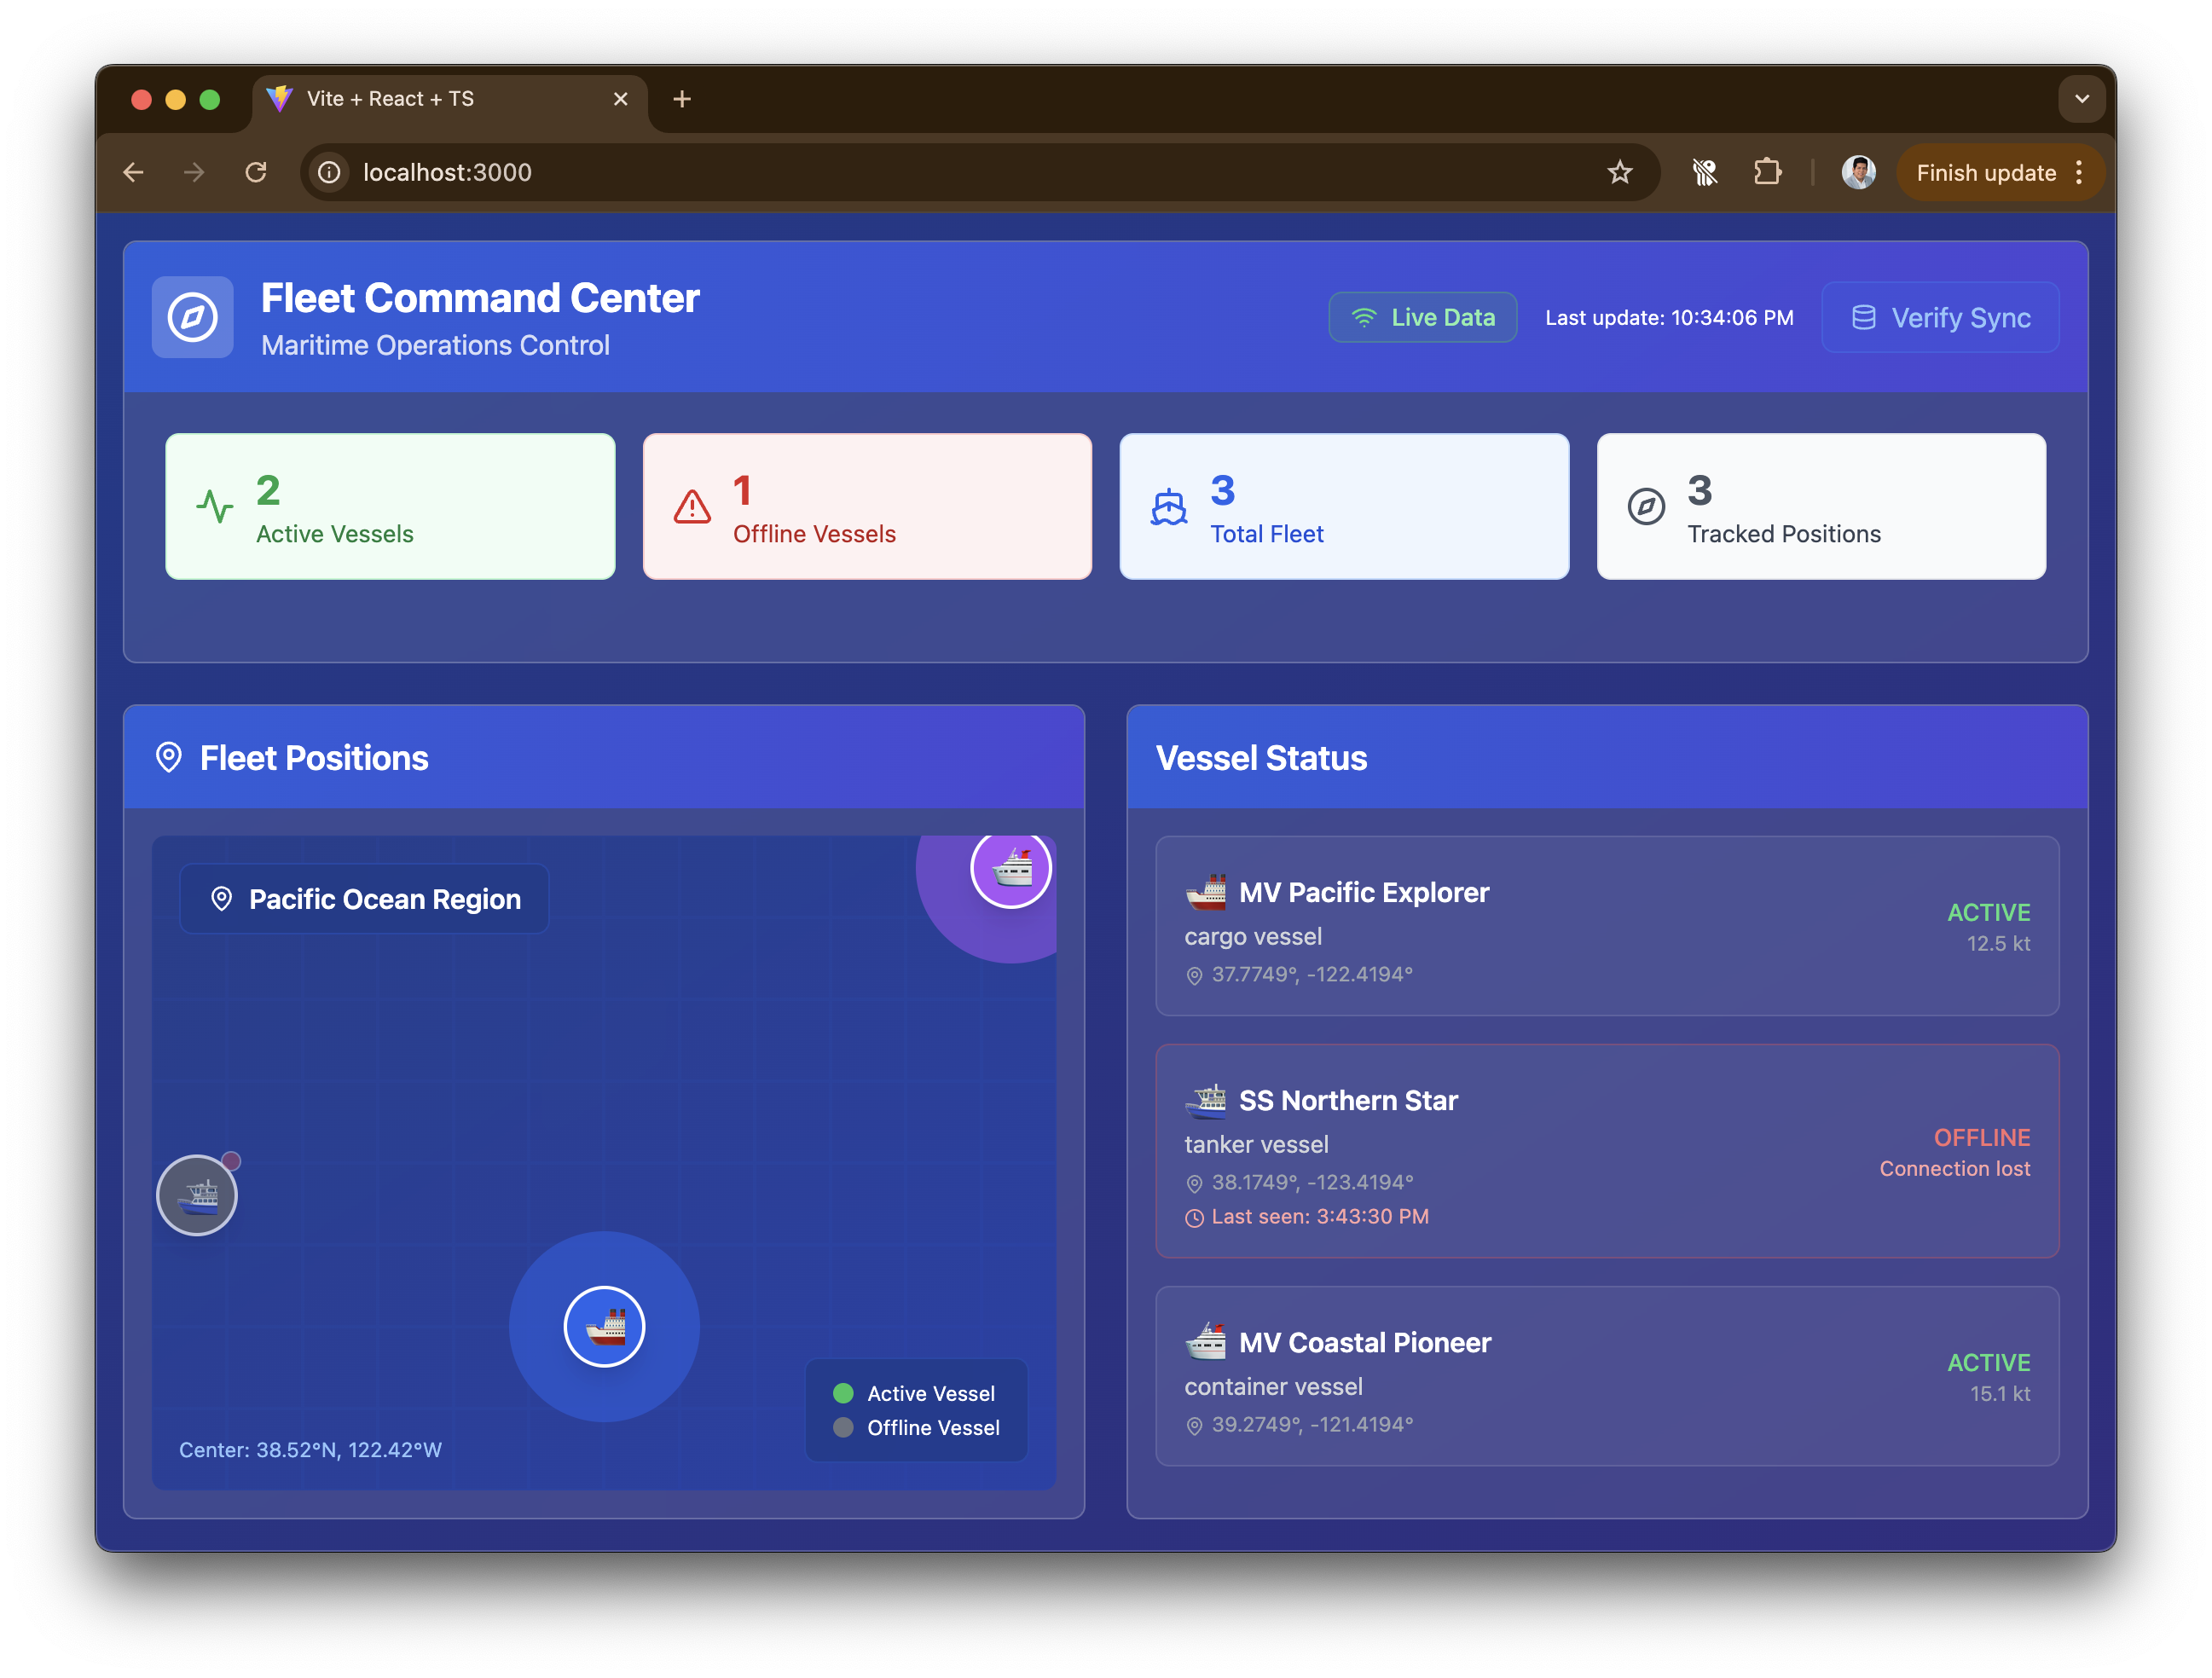 Vite + React + TS
localhost:3000
Finish update
Fleet Command Center
Maritime Operations Control
Live Data
Last update: 10:34:06 PM
Verify Sync
2
Active Vessels
1
Offline Vessels
3
Total Fleet
3
Tracked Positions
Fleet Positions
Pacific Ocean Region
Active Vessel
Offline Vessel
Center: 38.52°N, 122.42°W
Vessel Status
MV Pacific Explorer
cargo vessel
37.7749°, -122.4194°
ACTIVE
12.5 kt
SS Northern Star
tanker vessel
38.1749°, -123.4194°
Last seen: 3:43:30 PM
OFFLINE
Connection lost
MV Coastal Pioneer
container vessel
39.2749°, -121.4194°
ACTIVE
15.1 kt